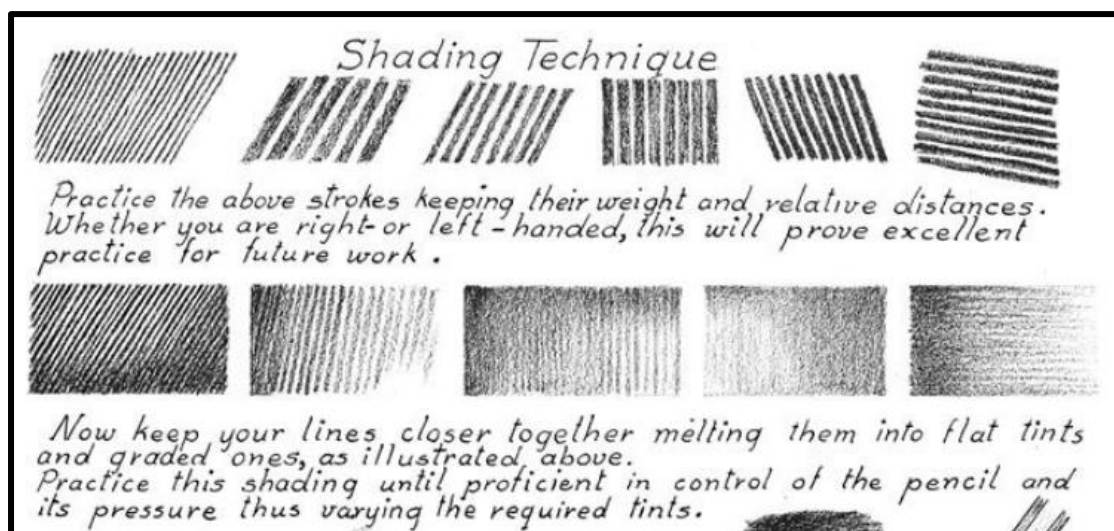 Shading Technique
Practice the above strokes keeping their weight and relative distances.
Whether you are right-or left-handed, this will prove excellent
practice for future work.
Now keep your lines closer together melting them into flat tints
and graded ones, as illustrated above.
Practice this shading until proficient in control of the pencil and
its pressure thus varying the required tints.